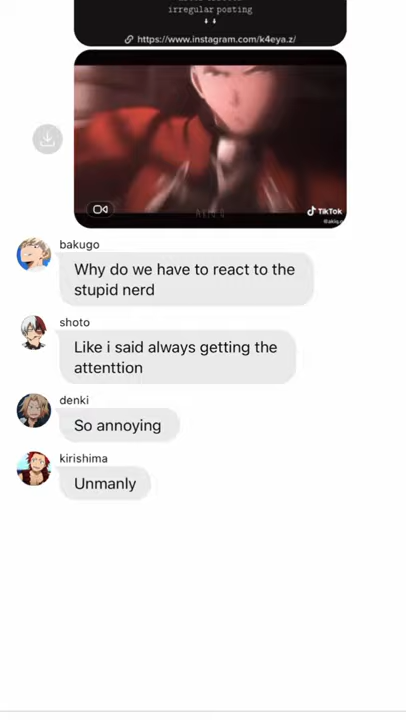 irregular posting
https://www.instagram.com/k4eya.z/
TikTok
bakugo
Why do we have to react to the
stupid nerd
shoto
Like i said always getting the
attenttion
denki
So annoying
kirishima
Unmanly